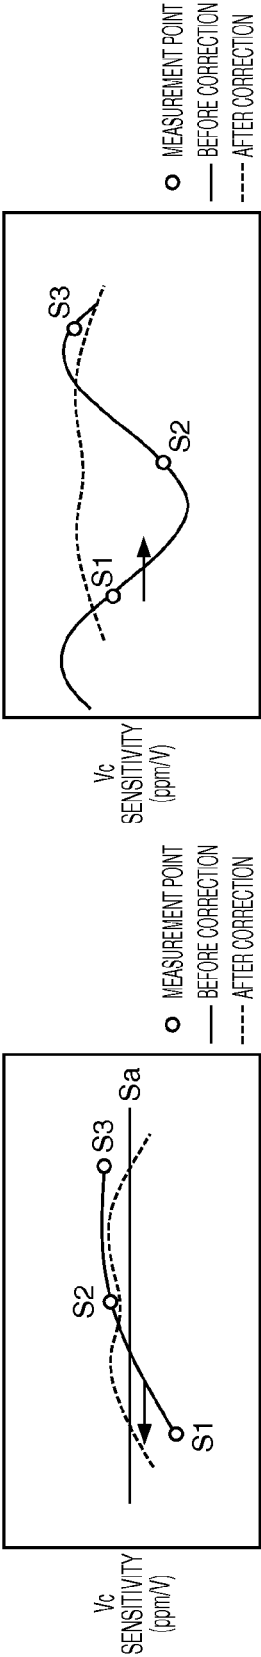 Vc
SENSITIVITY
(ppm/V)
S1
S2
S3
Sa
MEASUREMENT POINT
BEFORE CORRECTION
AFTER CORRECTION
Vc
SENSITIVITY
(ppm/V)
S1
S2
S3
MEASUREMENT POINT
BEFORE CORRECTION
AFTER CORRECTION